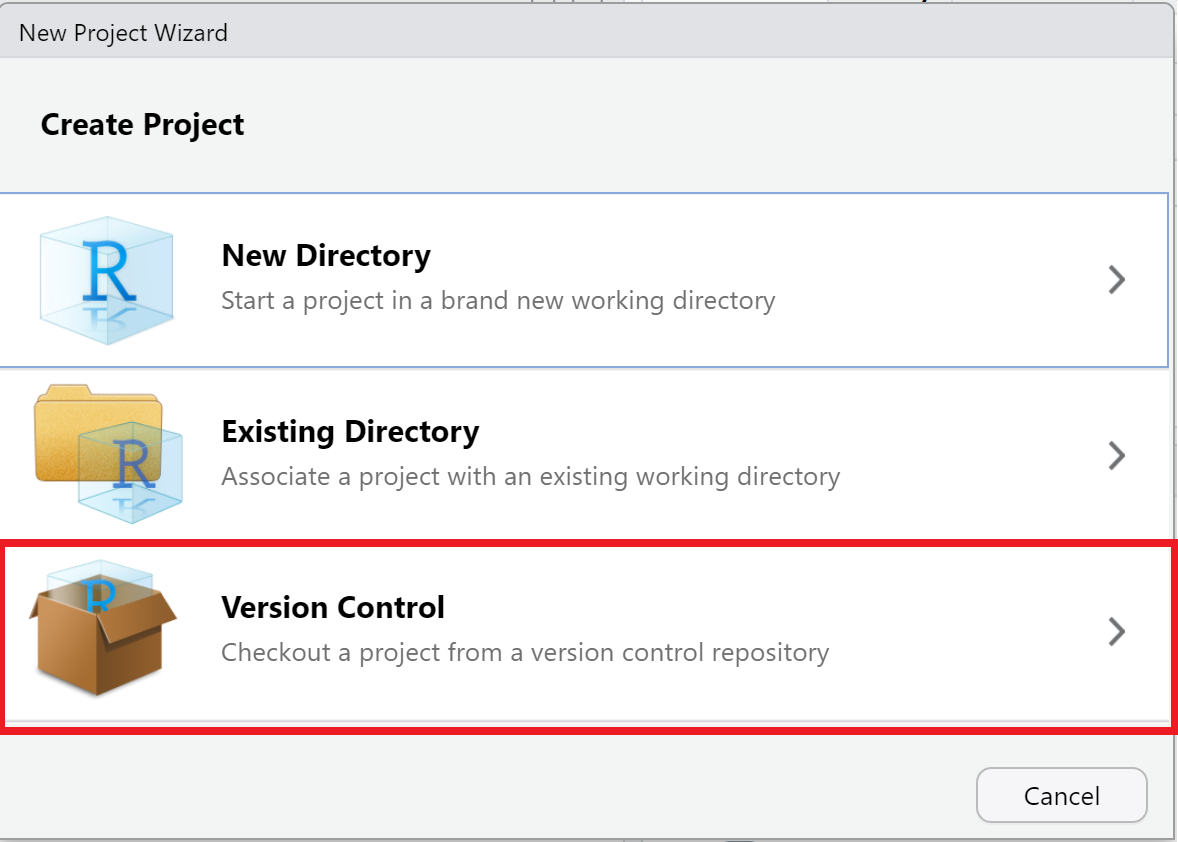 New Project Wizard
Create Project
R
New Directory
Start a project in a brand new working directory
R
Existing Directory
Associate a project with an existing working directory
R
Version Control
Checkout a project from a version control repository
Cancel